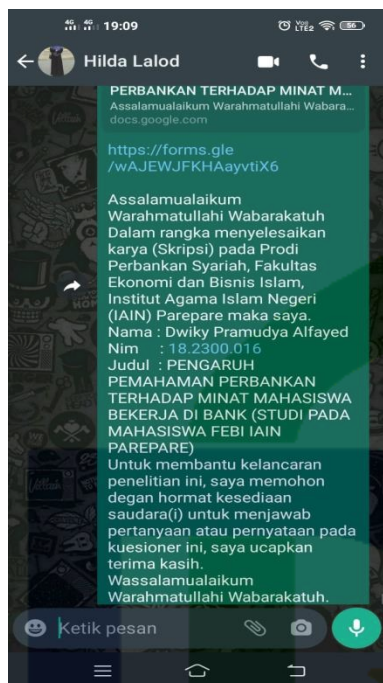 4G 4G 19:09
Vo) LTE2 56
Hilda Lalod
PERBANKAN TERHADAP MINAT M...
Assalamualaikum Warahmatullahi Wabara...
docs.google.com
https://forms.gle
/wAJEWJFKHAayvtiX6
Assalamualaikum
Warahmatullahi Wabarakatuh
Dalam rangka menyelesaikan
karya (Skripsi) pada Prodi
Perbankan Syariah, Fakultas
Ekonomi dan Bisnis Islam,
Institut Agama Islam Negeri
(IAIN) Parepare maka saya.
Nama : Dwiky Pramudya Alfayed
Nim : 18.2300.016
Judul : PENGARUH
PEMAHAMAN PERBANKAN
TERHADAP MINAT MAHASISWA
BEKERJA DI BANK (STUDI PADA
MAHASISWA FEBI IAIN
PAREPARE)
Untuk membantu kelancaran
penelitian ini, saya memohon
degan hormat kesediaan
saudara(i) untuk menjawab
pertanyaan atau pernyataan pada
kuesioner ini, saya ucapkan
terima kasih.
Wassalamualaikum
Warahmatullahi Wabarakatuh.
Ketik pesan